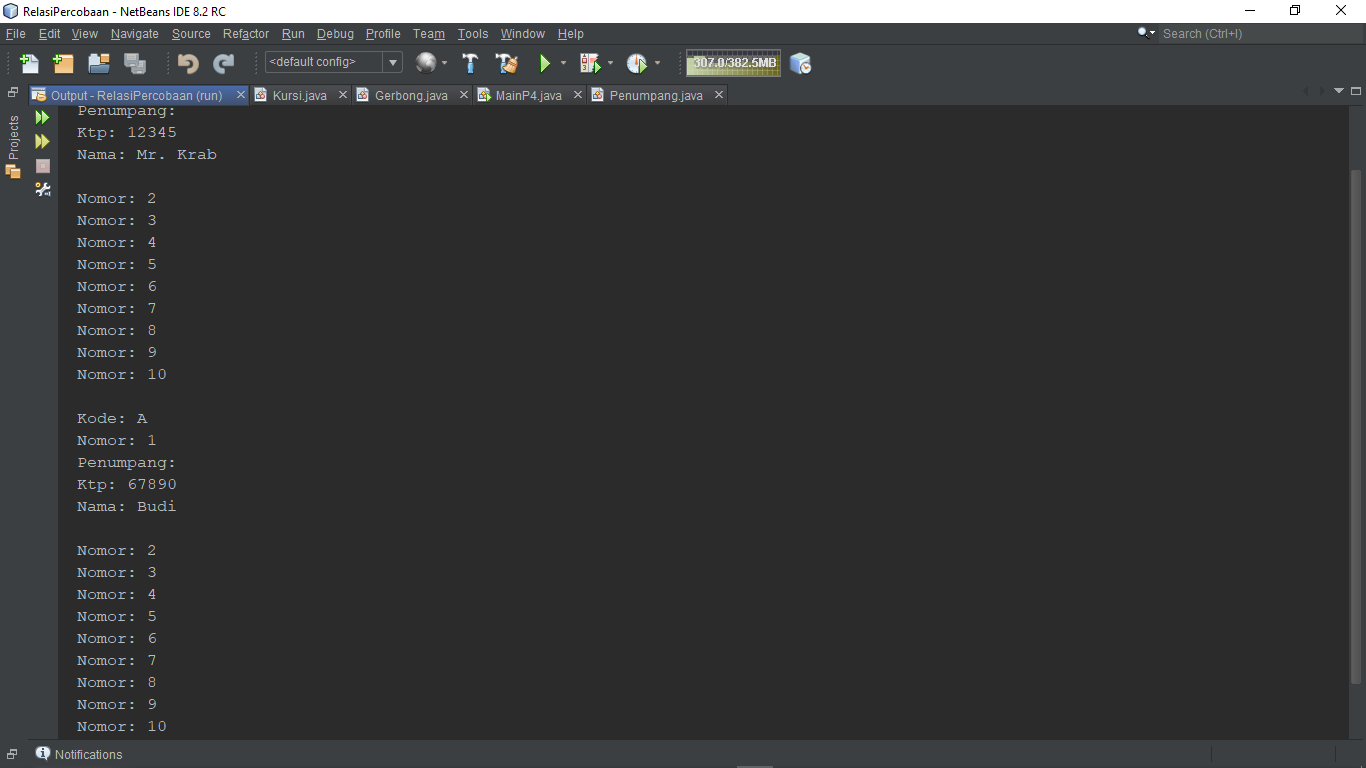 RelasiPercobaan - NetBeans IDE 8.2 RC
File Edit View Navigate Source Refactor Run Debug Profile Team Tools Window Help
Search (Ctrl+I)
<default config>
307.0/382.5MB
Output - RelasiPercobaan (run) Kursi.java Gerbong.java MainP4.java Penumpang.java
Projects
Penumpang:
Ktp: 12345
Nama: Mr. Krab
Nomor: 2
Nomor: 3
Nomor: 4
Nomor: 5
Nomor: 6
Nomor: 7
Nomor: 8
Nomor: 9
Nomor: 10
Kode: A
Nomor: 1
Penumpang:
Ktp: 67890
Nama: Budi
Nomor: 2
Nomor: 3
Nomor: 4
Nomor: 5
Nomor: 6
Nomor: 7
Nomor: 8
Nomor: 9
Nomor: 10
Notifications